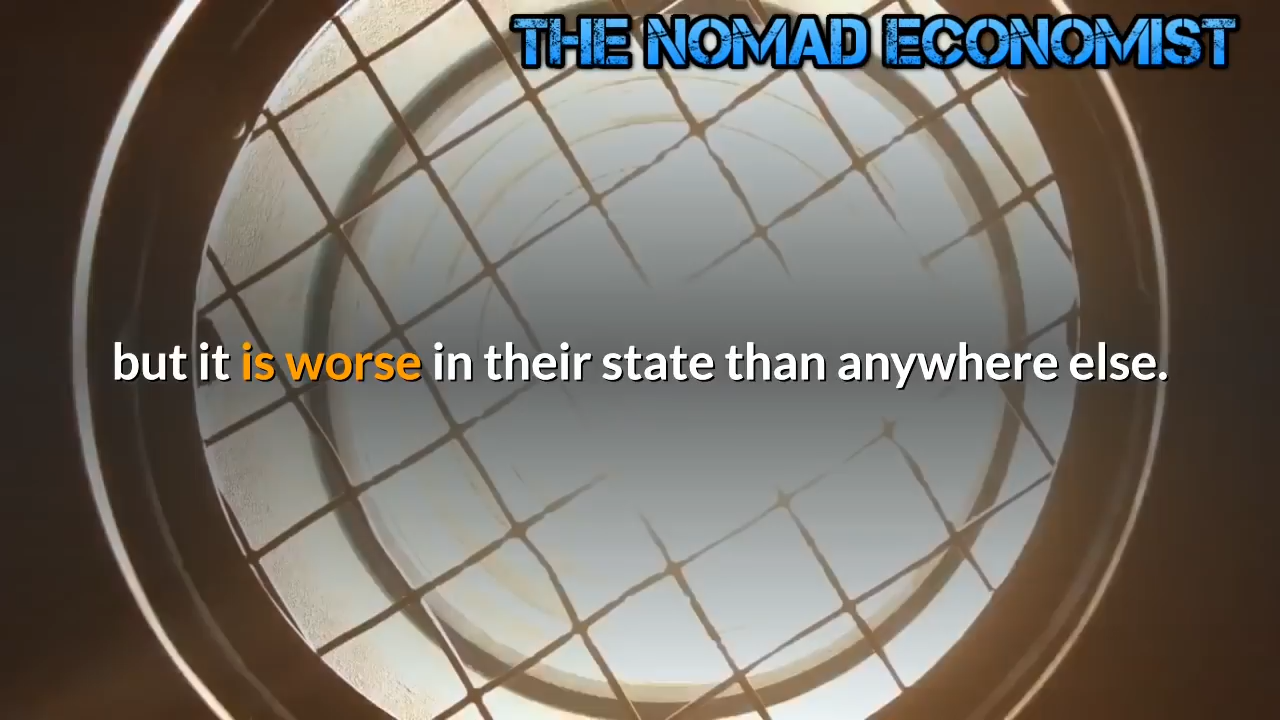 THE NOMAD ECONOMIST
but it is worse in their state than anywhere else.